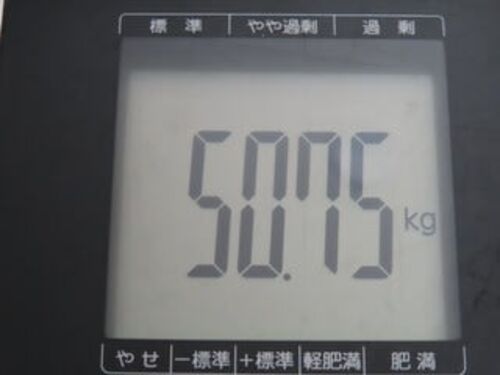 標準 やや過剰 過剰
50.75 kg
やせ －標準 ＋標準 軽肥満 肥満